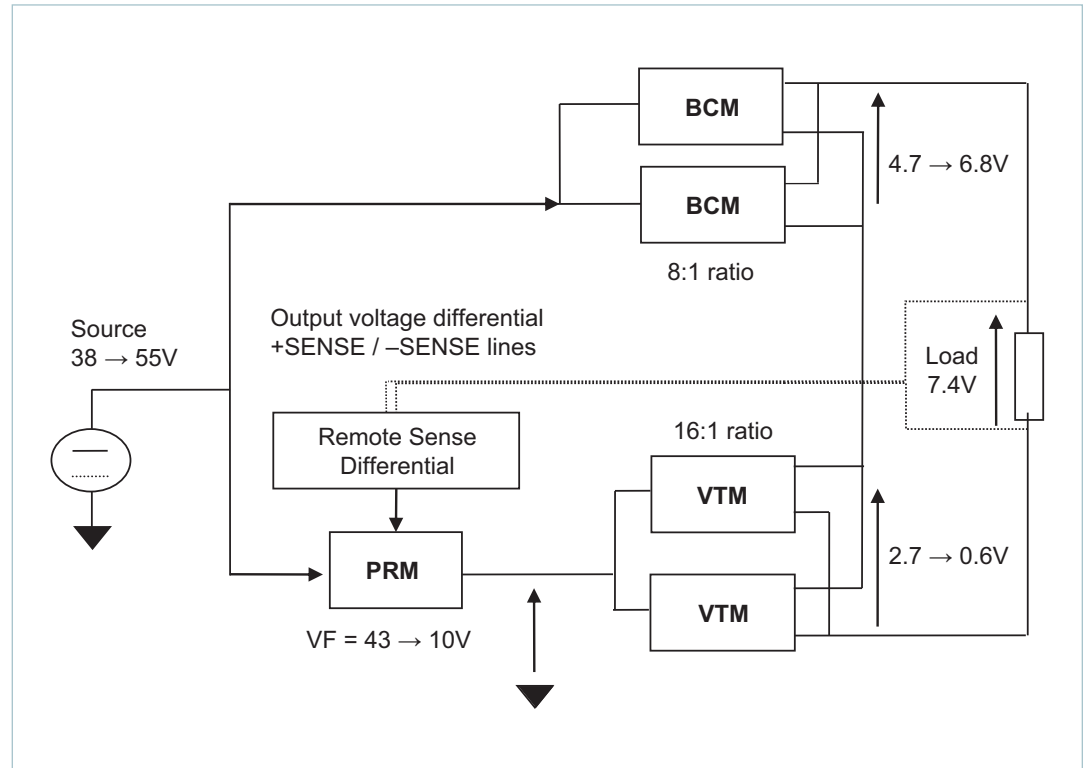 BCM
4.7 → 6.8V
BCM
8:1 ratio
Source
38 → 55V
Output voltage differential
+SENSE / –SENSE lines
Load
7.4V
Remote Sense
Differential
16:1 ratio
VTM
PRM
2.7 → 0.6V
VTM
VF = 43 → 10V